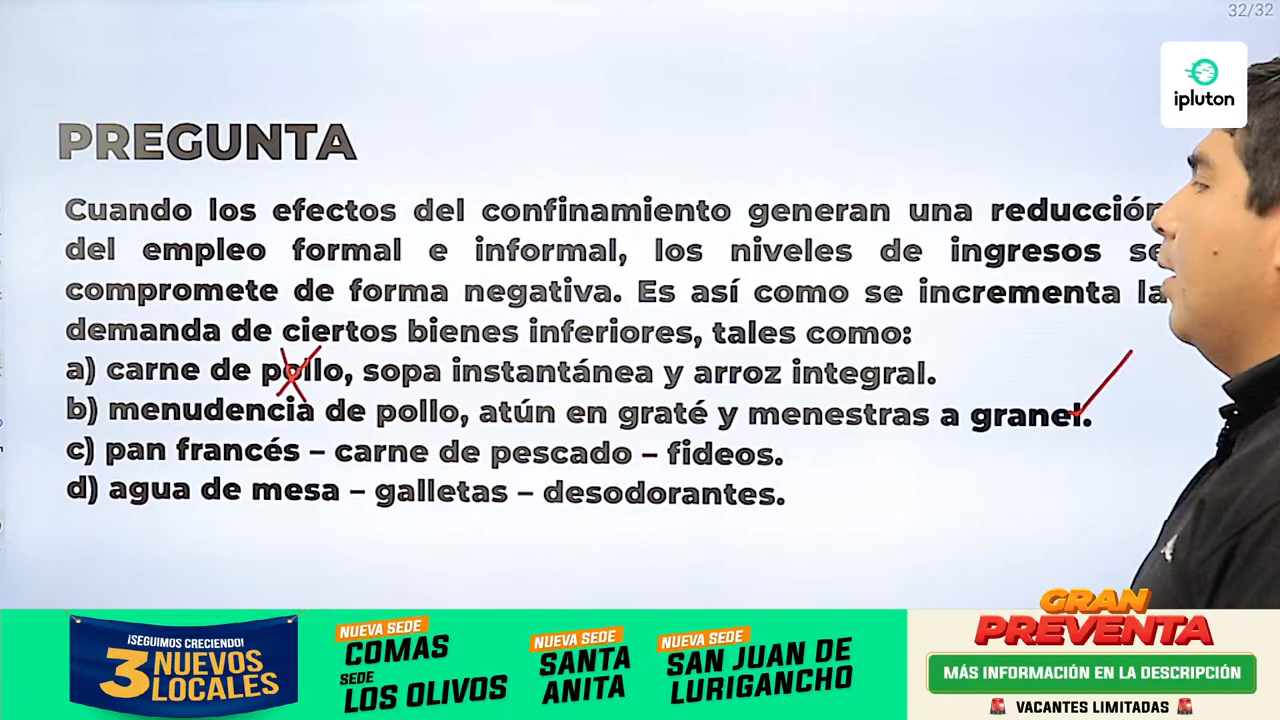 32/32
ipluton
PREGUNTA
Cuando los efectos del confinamiento generan una reducción
del empleo formal e informal, los niveles de ingresos se
compromete de forma negativa. Es así como se incrementa la
demanda de ciertos bienes inferiores, tales como:
a) carne de pollo, sopa instantánea y arroz integral.
b) menudencia de pollo, atún en graté y menestras a granel.
c) pan francés – carne de pescado – fideos.
d) agua de mesa – galletas – desodorantes.
¡SEGUIMOS CRECIENDO!
3 NUEVOS
LOCALES
NUEVA SEDE
COMAS
SEDE
LOS OLIVOS
NUEVA SEDE
SANTA
ANITA
NUEVA SEDE
SAN JUAN DE
LURIGANCHO
GRAN
PREVENTA
MÁS INFORMACIÓN EN LA DESCRIPCIÓN
VACANTES LIMITADAS